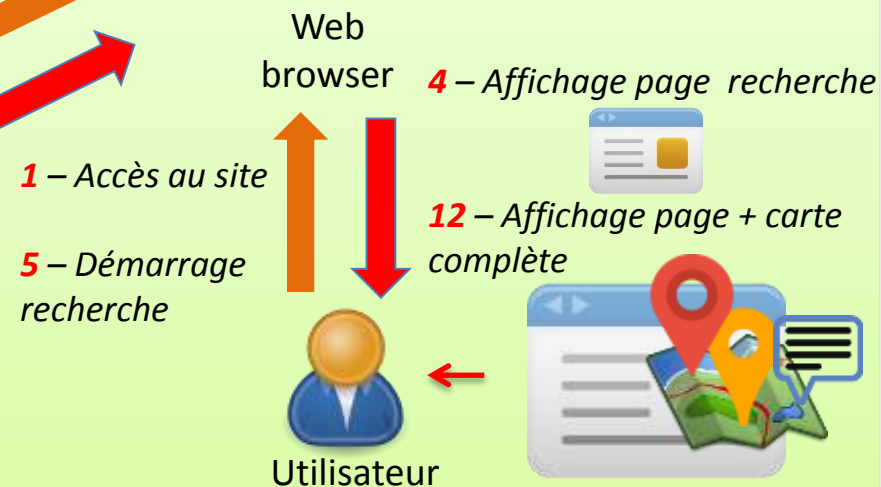 Web
browser
4 – Affichage page recherche
1 – Accès au site
12 – Affichage page + carte
complète
5 – Démarrage
recherche
Utilisateur